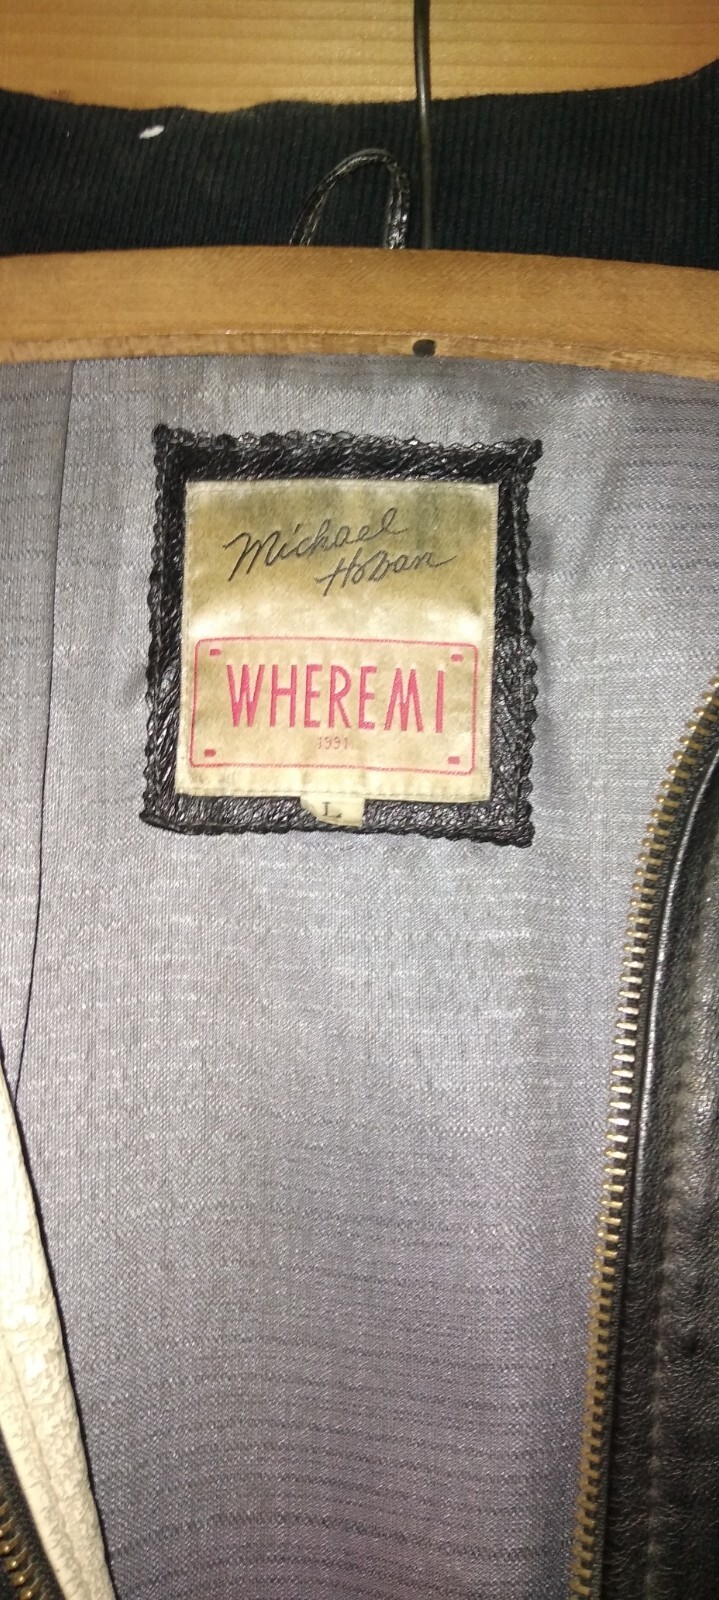 Michael
Hoban
WHEREMI
1991
L